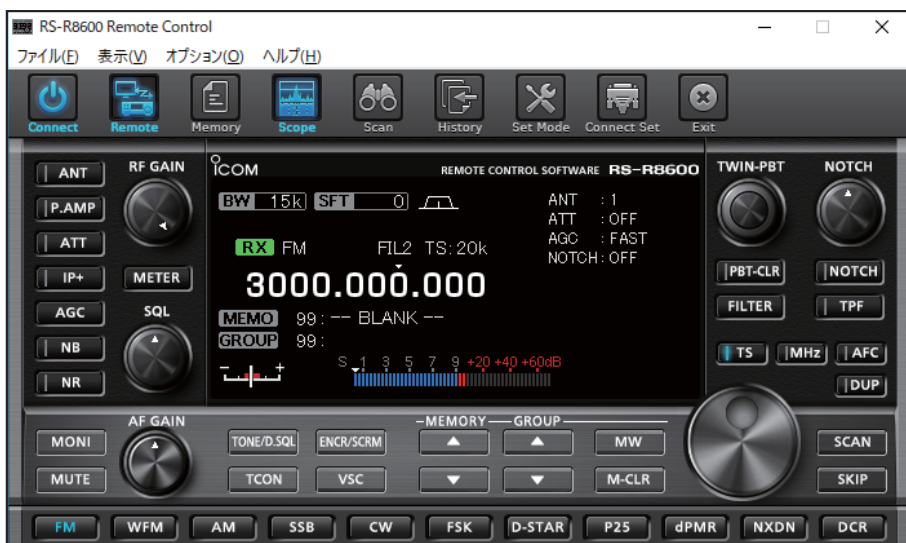 RS-R8600 Remote Control
ファイル(F) 表示(V) オプション(O) ヘルプ(H)
Connect Remote Memory Scope Scan History Set Mode Connect Set Exit
ANT RF GAIN ICOM REMOTE CONTROL SOFTWARE RS-R8600 TWIN-PBT NOTCH
BW 15k SFT 0 ANT : 1
P.AMP ATT : OFF
ATT RX FM FIL2 TS:20k AGC : FAST
NOTCH: OFF
IP+ METER 3000.000.000 PBT-CLR NOTCH
AGC SQL MEMO 99: -- BLANK -- FILTER TPF
GROUP 99:
NB S 1 3 5 7 9 +20 +40 +60dB TS MHz AFC
NR - + DUP
AF GAIN MEMORY GROUP
MONI TONE/D.SQL ENCR/SCRM MW SCAN
MUTE TCON VSC M-CLR SKIP
FM WFM AM SSB CW FSK D-STAR P25 dPMR NXDN DCR